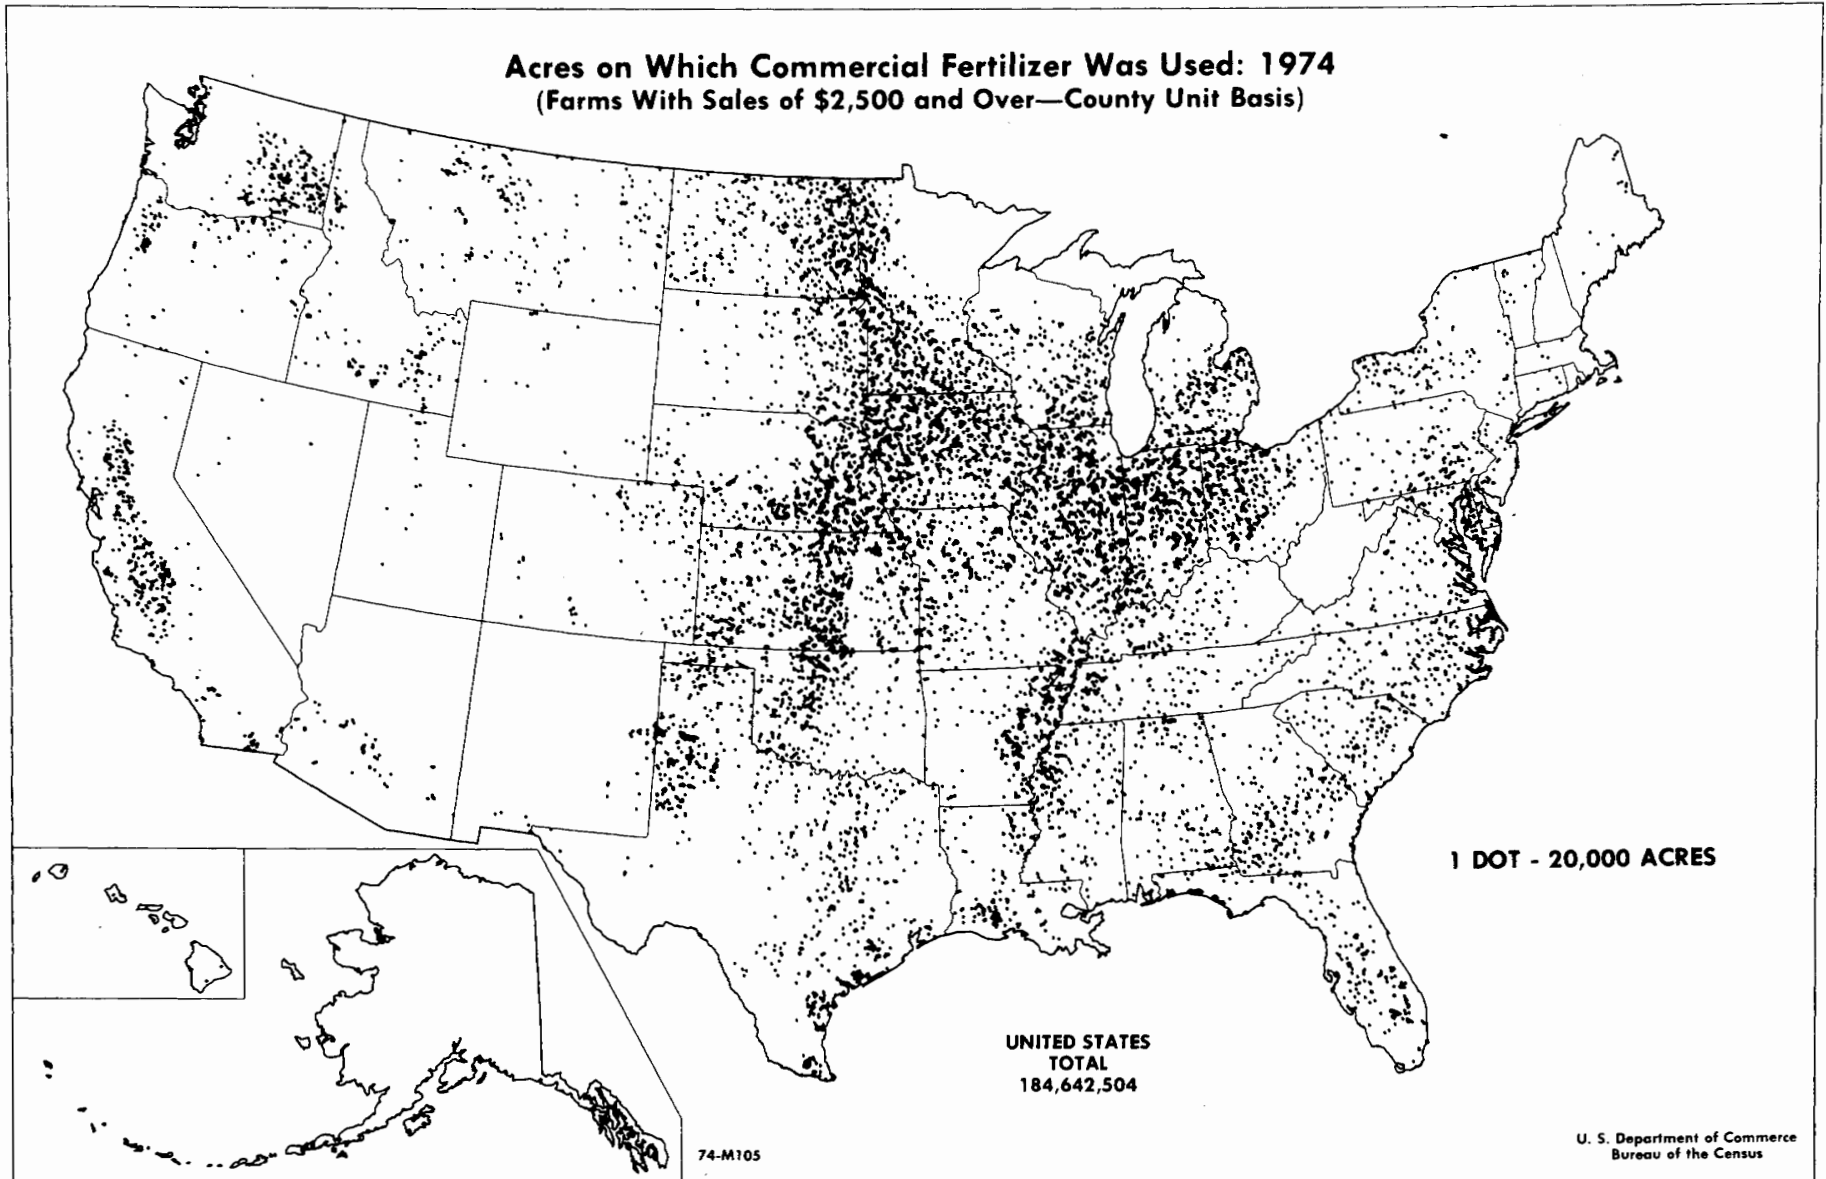 Acres on Which Commercial Fertilizer Was Used: 1974
(Farms With Sales of $2,500 and Over—County Unit Basis)
1 DOT - 20,000 ACRES
UNITED STATES
TOTAL
184,642,504
74-M105
U. S. Department of Commerce
Bureau of the Census